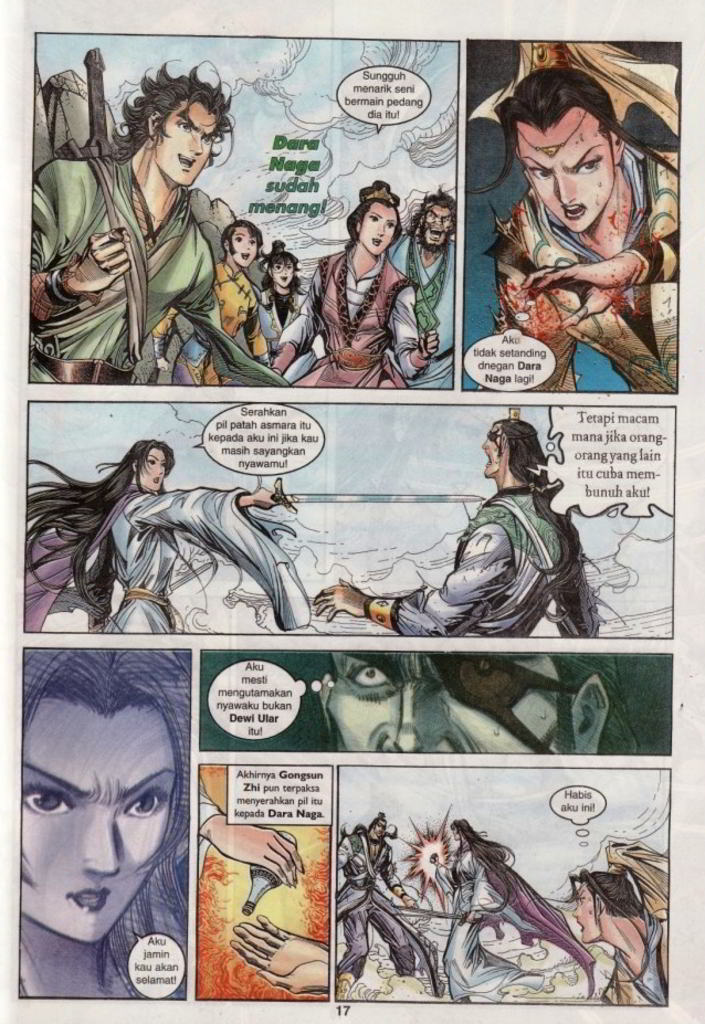 Sungguh
menarik seni
bermain pedang
dia itu!
Dara
Naga
sudah
menang!
Aku
tidak setanding
dnegan Dara
Naga lagi!
Serahkan
pil patah asmara itu
kepada aku ini jika kau
masih sayangkan
nyawamu!
Tetapi macam
mana jika orang-
orang yang lain
itu cuba mem-
bunuh aku!
Aku
jamin
kau akan
selamat!
Aku
mesti
mengutamakan
nyawaku bukan
Dewi Ular
itu!
Akhirnya Gongsun
Zhi pun terpaksa
menyerahkan pil itu
kepada Dara Naga.
Habis
aku ini!
17